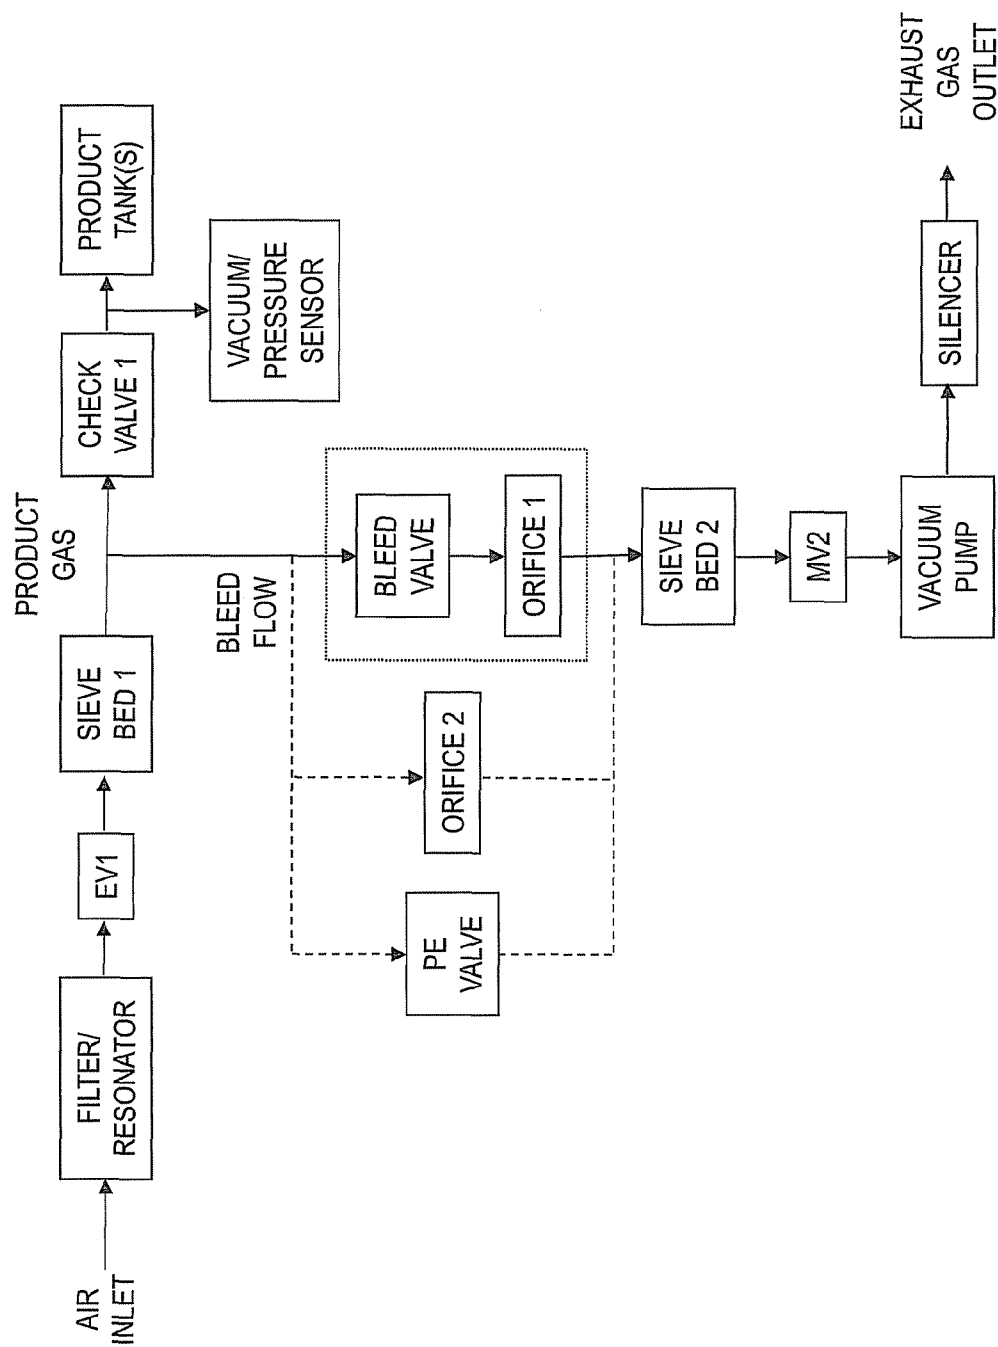 AIR
INLET
FILTER/
RESONATOR
EV1
SIEVE
BED 1
PRODUCT
GAS
CHECK
VALVE 1
PRODUCT
TANK(S)
VACUUM/
PRESSURE
SENSOR
BLEED
FLOW
BLEED
VALVE
ORIFICE 1
ORIFICE 2
PE
VALVE
SIEVE
BED 2
MV2
VACUUM
PUMP
SILENCER
EXHAUST
GAS
OUTLET